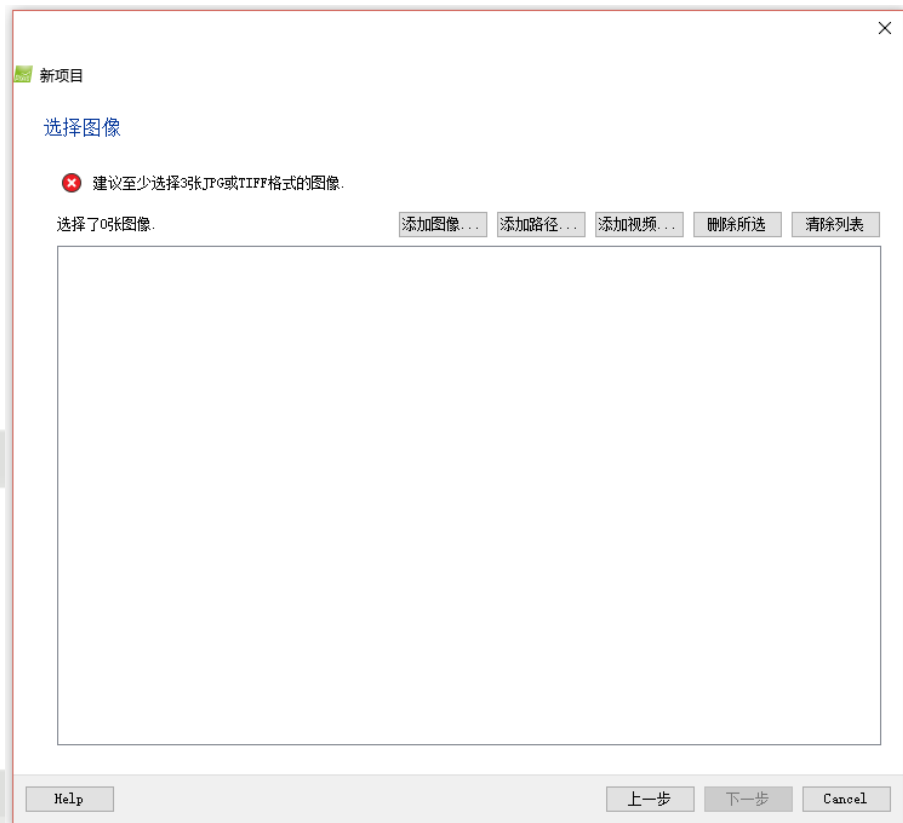 新项目
选择图像
建议至少选择3张JPG或TIFF格式的图像.
选择了0张图像.
添加图像...
添加路径...
添加视频...
删除所选
清除列表
Help
上一步
下一步
Cancel